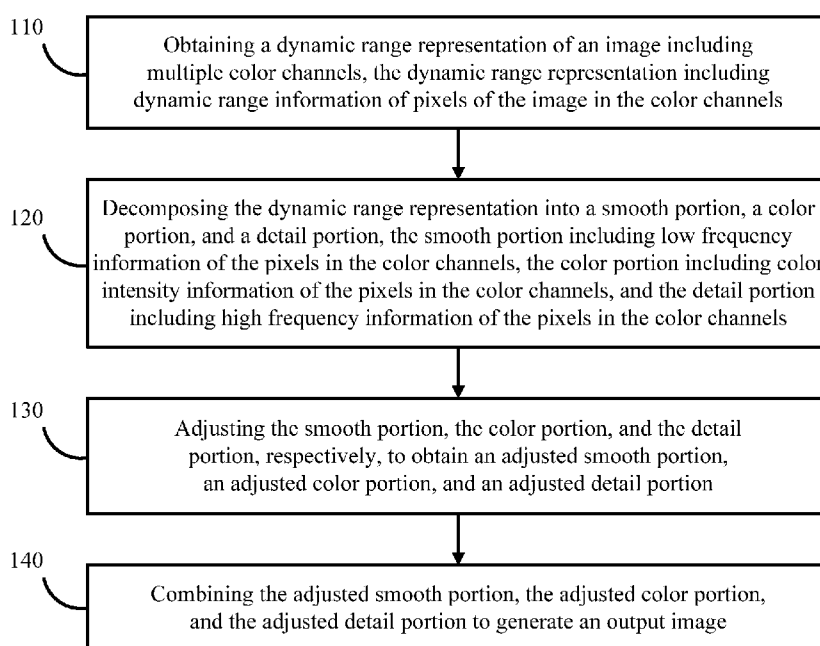 110
Obtaining a dynamic range representation of an image including
multiple color channels, the dynamic range representation including
dynamic range information of pixels of the image in the color channels
120
Decomposing the dynamic range representation into a smooth portion, a color
portion, and a detail portion, the smooth portion including low frequency
information of the pixels in the color channels, the color portion including color
intensity information of the pixels in the color channels, and the detail portion
including high frequency information of the pixels in the color channels
130
Adjusting the smooth portion, the color portion, and the detail
portion, respectively, to obtain an adjusted smooth portion,
an adjusted color portion, and an adjusted detail portion
140
Combining the adjusted smooth portion, the adjusted color portion,
and the adjusted detail portion to generate an output image